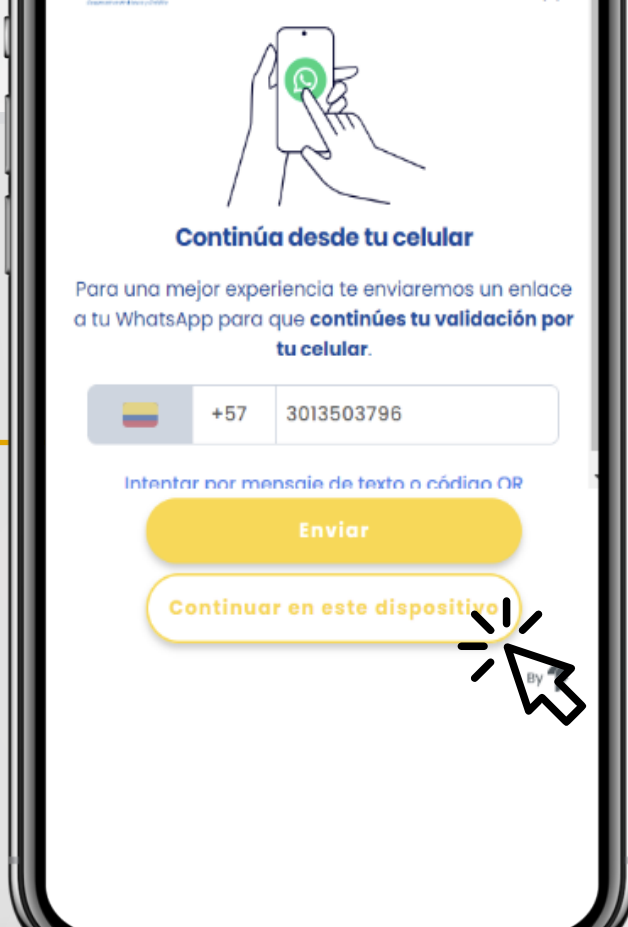 Continúa desde tu celular
Para una mejor experiencia te enviaremos un enlace
a tu WhatsApp para que continúes tu validación por
tu celular.
+57 3013503796
Intentar por mensaje de texto o código QR
Enviar
Continuar en este dispositivo
By